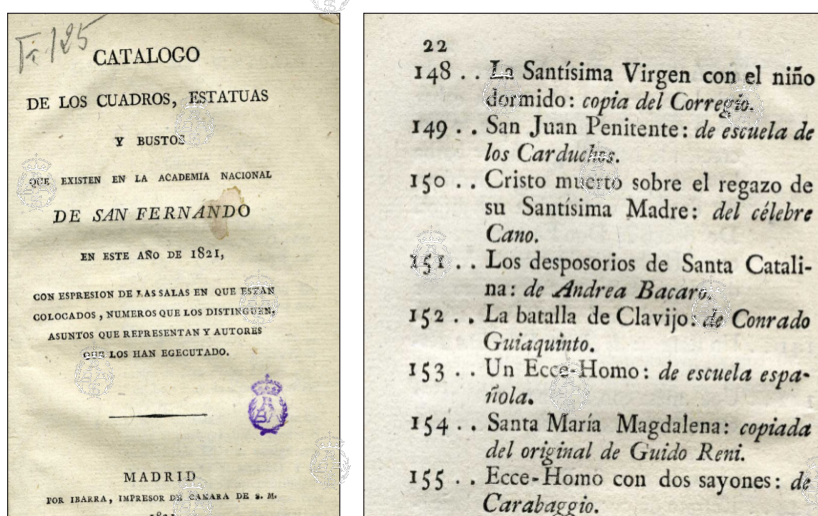 Fi-125
CATALOGO
DE LOS CUADROS, ESTATUAS
Y BUSTOS
QUE EXISTEN EN LA ACADEMIA NACIONAL
DE SAN FERNANDO
EN ESTE AÑO DE 1821,
CON ESPRESION DE LAS SALAS EN QUE ESTAN
COLOCADOS, NUMEROS QUE LOS DISTINGUEN,
ASUNTOS QUE REPRESENTAN Y AUTORES
QUE LOS HAN EGECUTADO.
MADRID
POR IBARRA, IMPRESOR DE CAMARA DE S. M.
1821
22
148 . . La Santísima Virgen con el niño
dormido: copia del Corregio.
149 . . San Juan Penitente: de escuela de
los Carduchos.
150 . . Cristo muerto sobre el regazo de
su Santísima Madre: del célebre
Cano.
151 . . Los desposorios de Santa Catali-
na: de Andrea Bacaro.
152 . . La batalla de Clavijo: de Conrado
Guiaquinto.
153 . . Un Ecce-Homo: de escuela espa-
ñola.
154 . . Santa María Magdalena: copiada
del original de Guido Reni.
155 . . Ecce-Homo con dos sayones: de
Carabaggio.